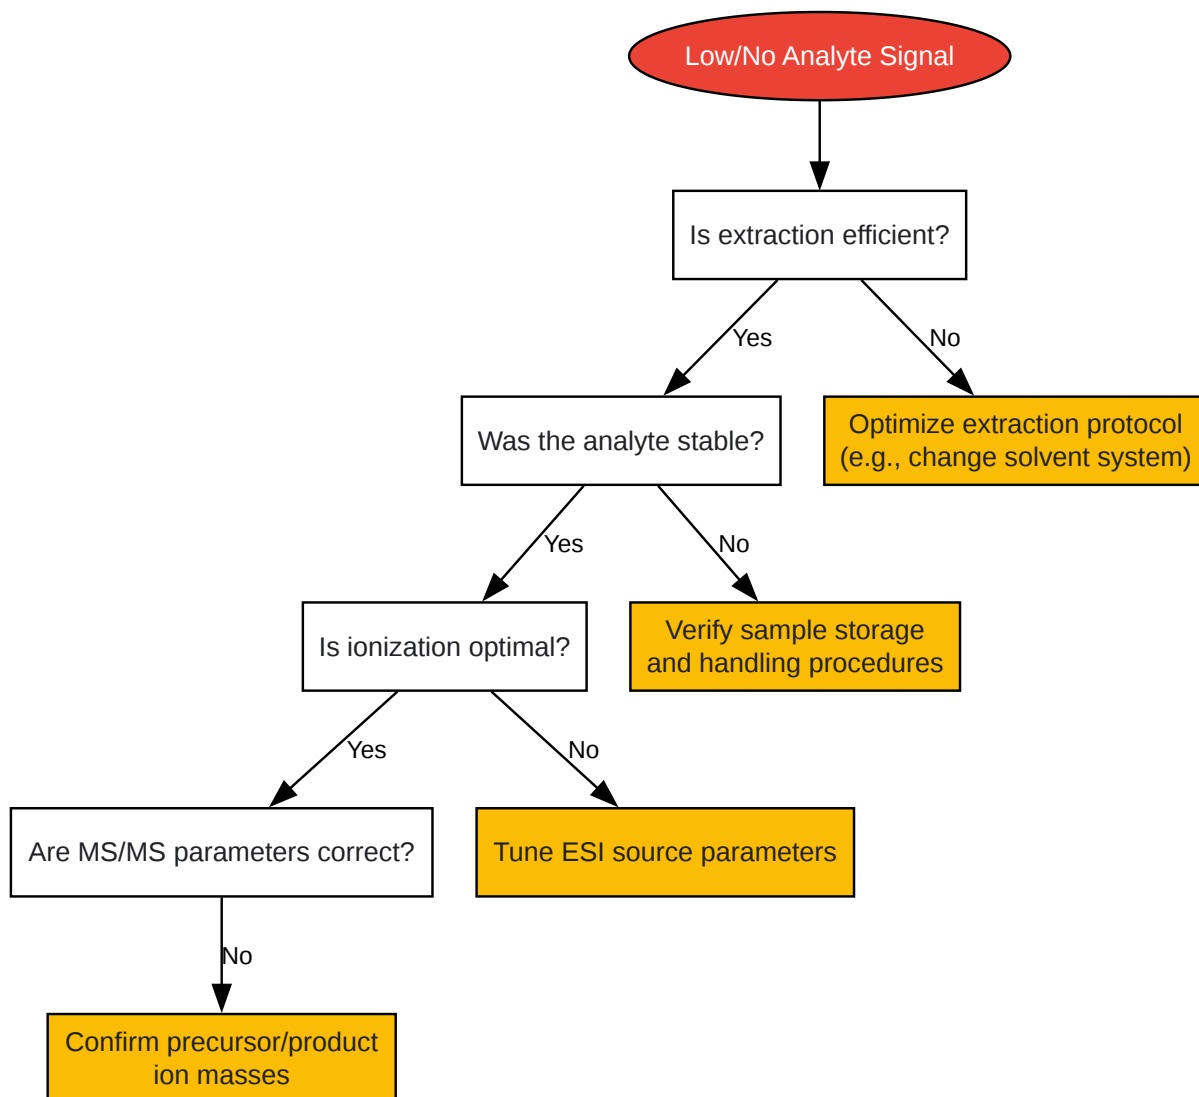 Low/No Analyte Signal
Is extraction efficient?
Yes
No
Was the analyte stable?
Optimize extraction protocol
(e.g., change solvent system)
Yes
No
Is ionization optimal?
Verify sample storage
and handling procedures
Yes
No
Are MS/MS parameters correct?
Tune ESI source parameters
No
Confirm precursor/product
ion masses